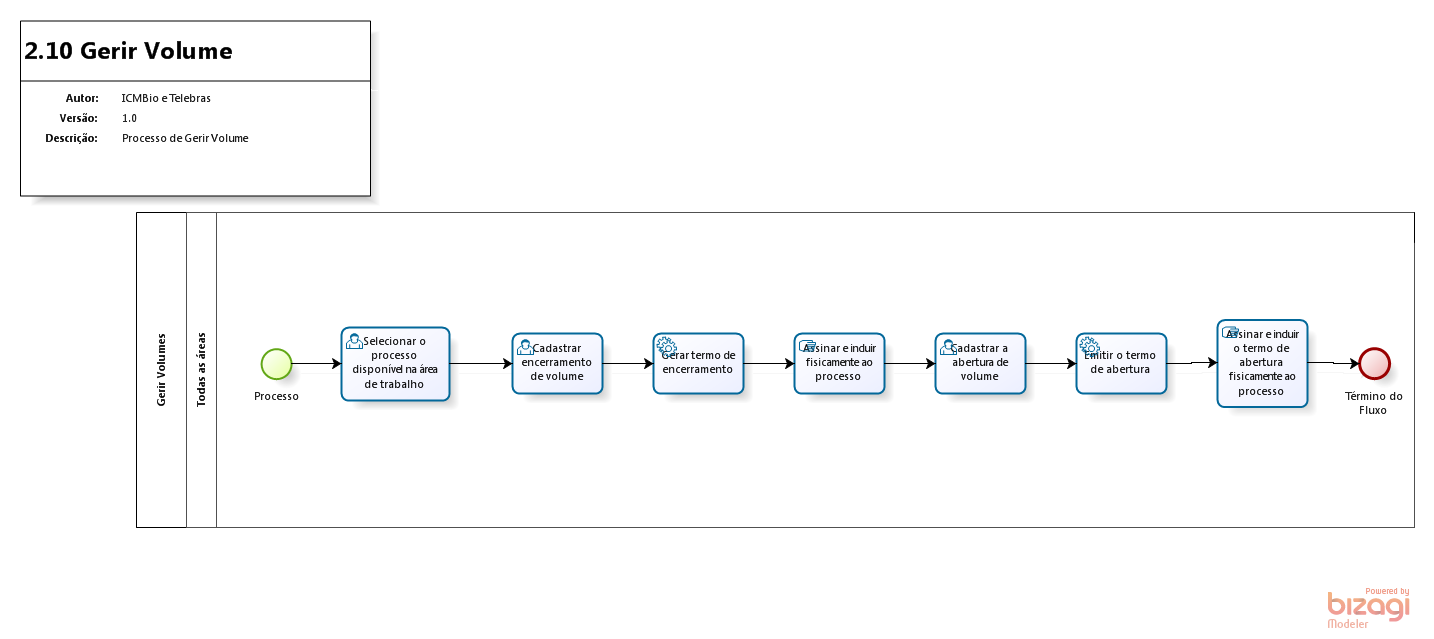 2.10 Gerir Volume
Autor: ICMBio e Telebras
Versão: 1.0
Descrição: Processo de Gerir Volume
Gerir Volumes
Todas as áreas
Processo
Selecionar o
processo
disponível na área
de trabalho
Cadastrar
encerramento
de volume
Gerar termo de
encerramento
Assinar e incluir
fisicamente ao
processo
Cadastrar a
abertura de
volume
Emitir o termo
de abertura
Assinar e incluir
o termo de
abertura
fisicamente ao
processo
Término do
Fluxo
Powered by
bizagi
Modeler